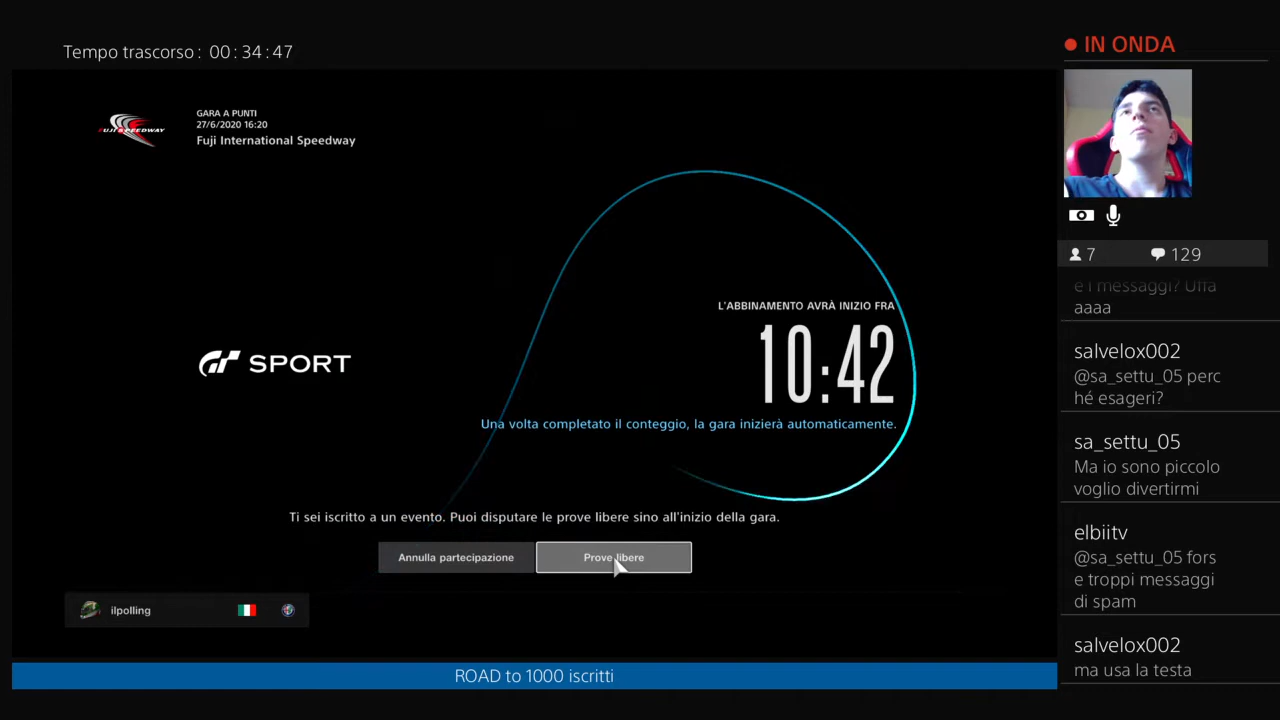 Tempo trascorso: 00:34:47
IN ONDA
FUJI SPEEDWAY
GARA A PUNTI
27/6/2020 16:20
Fuji International Speedway
GT SPORT
L'ABBINAMENTO AVRÀ INIZIO FRA
10:42
Una volta completato il conteggio, la gara inizierà automaticamente.
Ti sei iscritto a un evento. Puoi disputare le prove libere sino all'inizio della gara.
Annulla partecipazione
Prove libere
ilpolling
ROAD to 1000 iscritti
7
129
e i messaggi? Uffa
aaaa
salvelox002
@sa_settu_05 perc
hé esageri?
sa_settu_05
Ma io sono piccolo
voglio divertirmi
elbiitv
@sa_settu_05 fors
e troppi messaggi
di spam
salvelox002
ma usa la testa